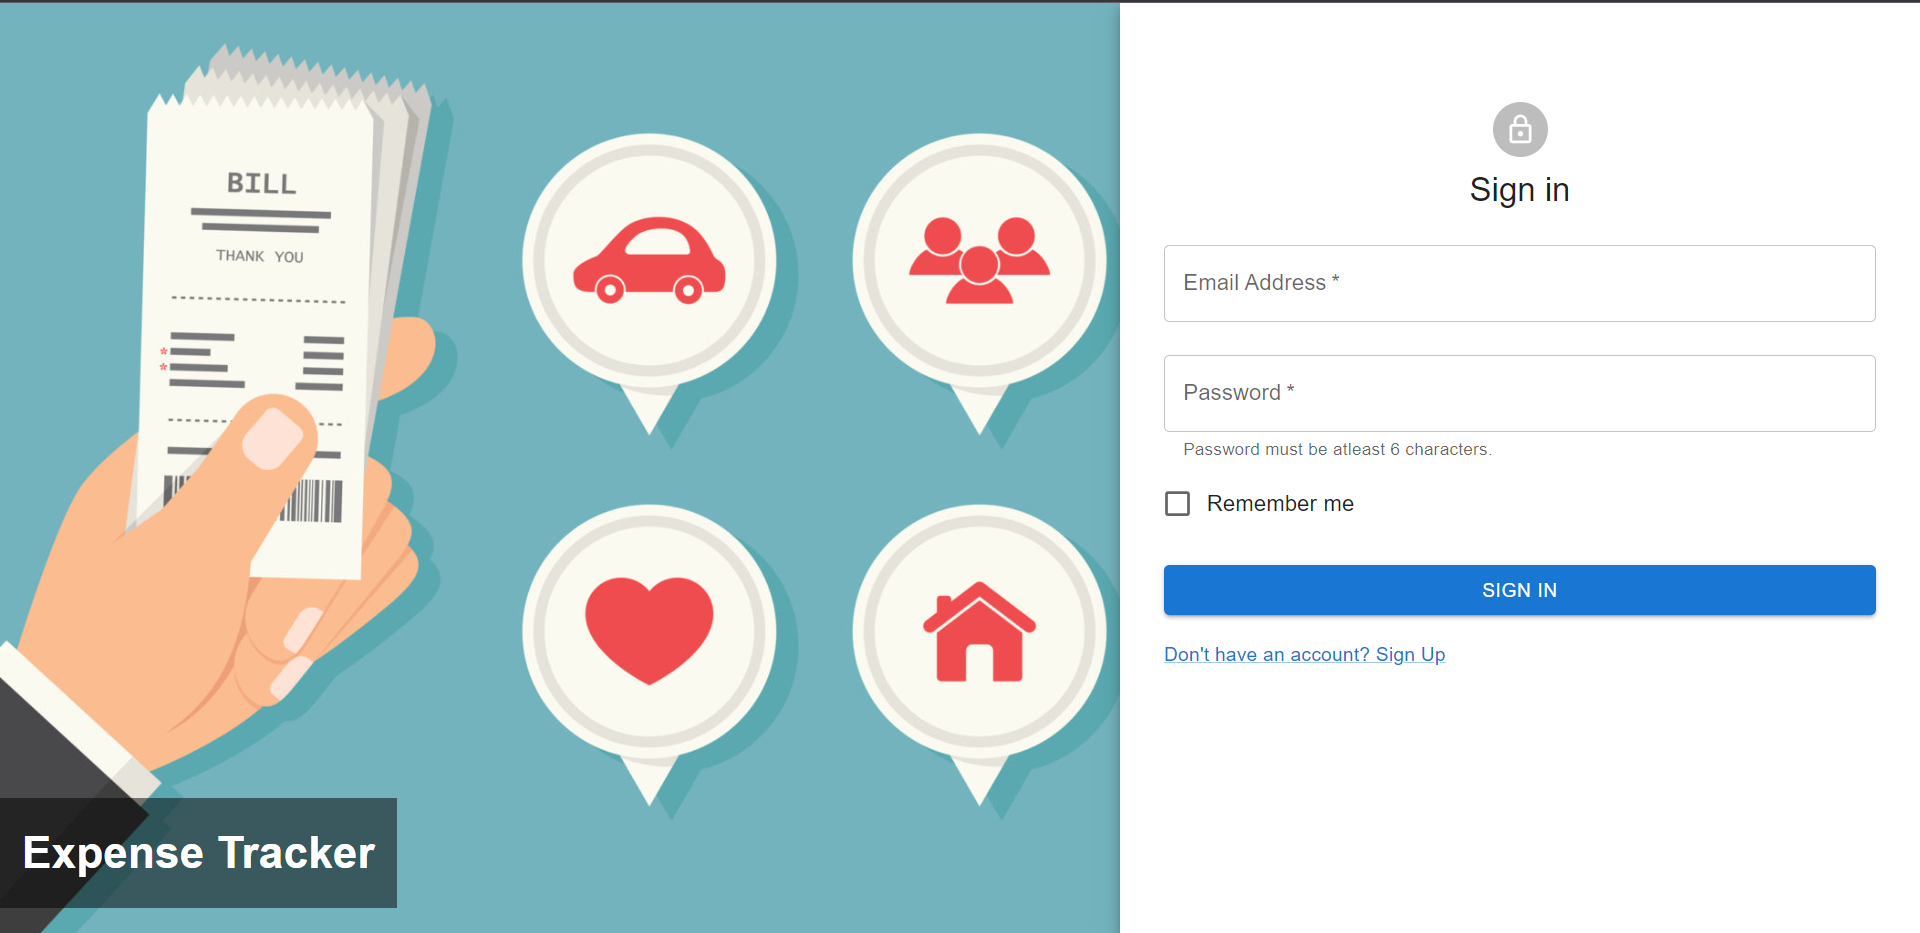 BILL
THANK YOU
*
*
Expense Tracker
Sign in
Email Address *
Password *
Password must be atleast 6 characters.
Remember me
SIGN IN
Don't have an account? Sign Up